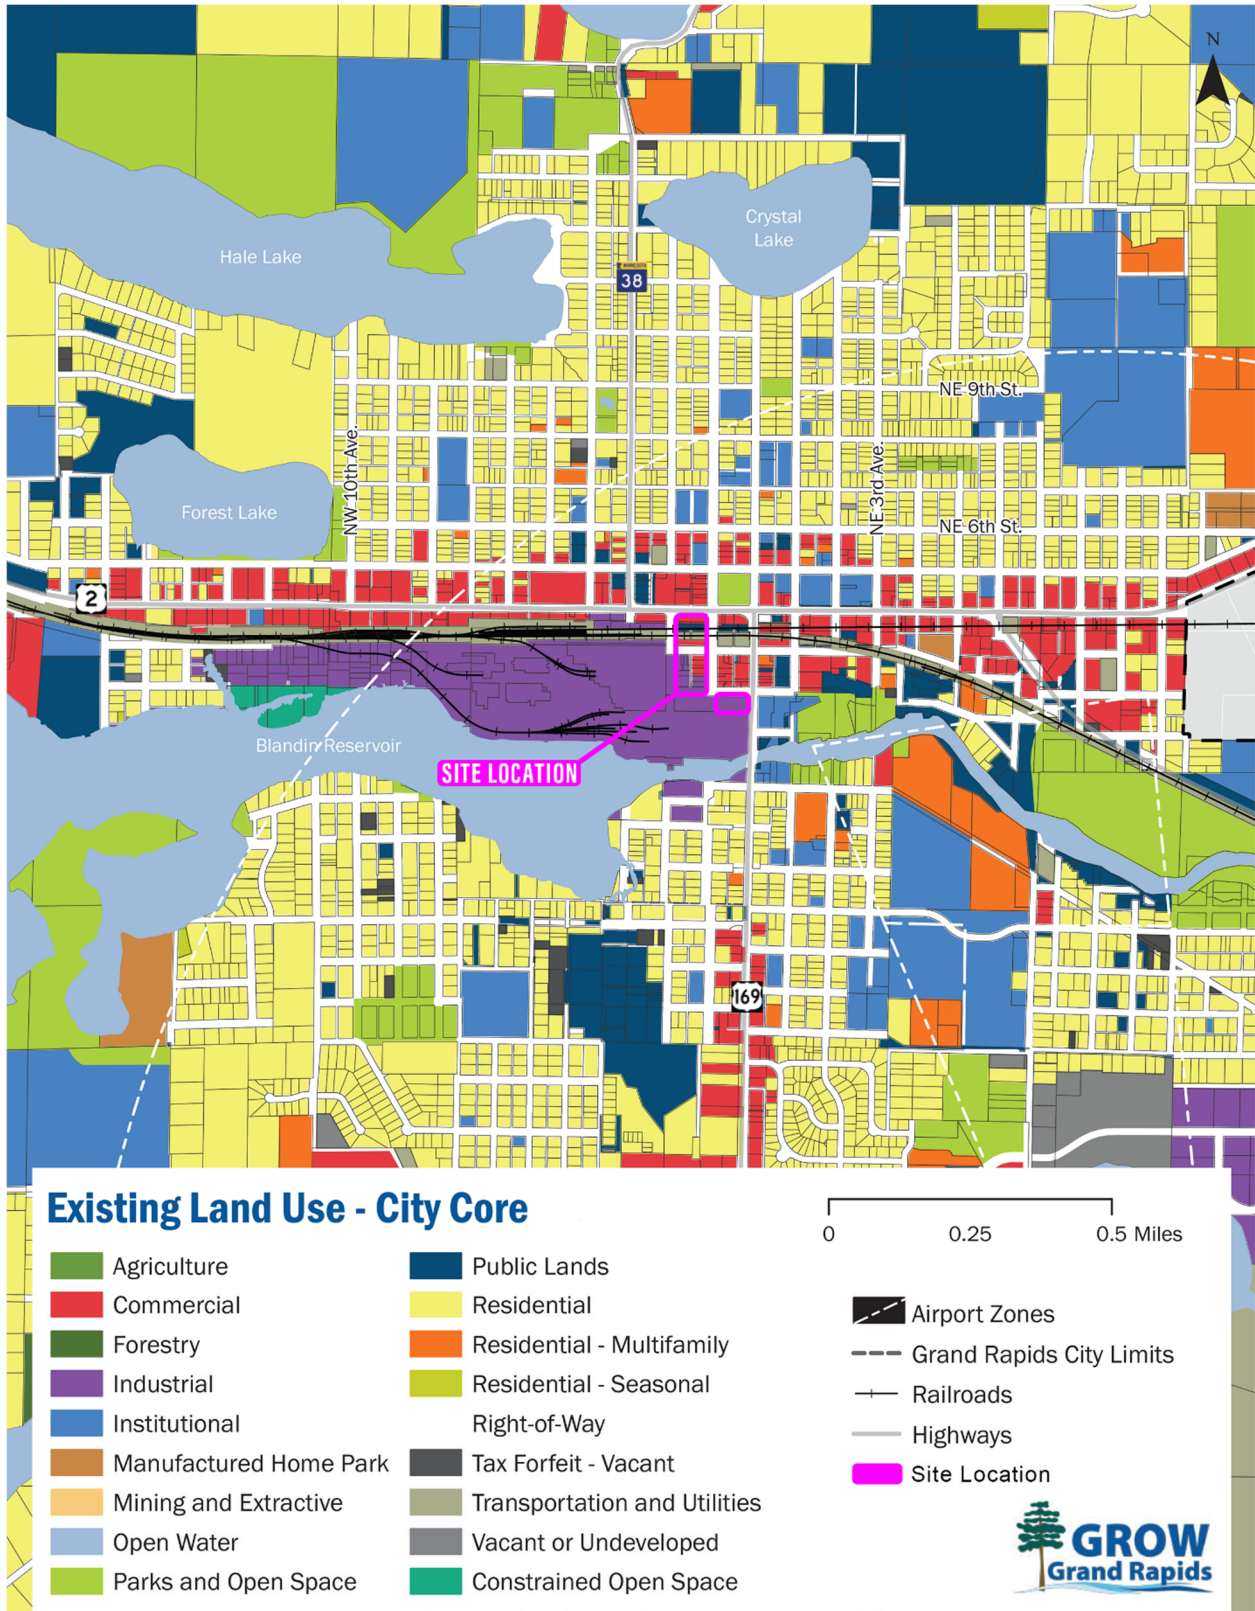 N
Crystal
Lake
Hale Lake
MINNESOTA
38
NE 9th St.
NW 10th Ave.
NE 3rd Ave.
Forest Lake
NE 6th St.
2
Blandin Reservoir
SITE LOCATION
169
Existing Land Use - City Core
0
0.25
0.5 Miles
Agriculture
Commercial
Forestry
Industrial
Institutional
Manufactured Home Park
Mining and Extractive
Open Water
Parks and Open Space
Public Lands
Residential
Residential - Multifamily
Residential - Seasonal
Right-of-Way
Tax Forfeit - Vacant
Transportation and Utilities
Vacant or Undeveloped
Constrained Open Space
Airport Zones
Grand Rapids City Limits
Railroads
Highways
Site Location
GROW
Grand Rapids